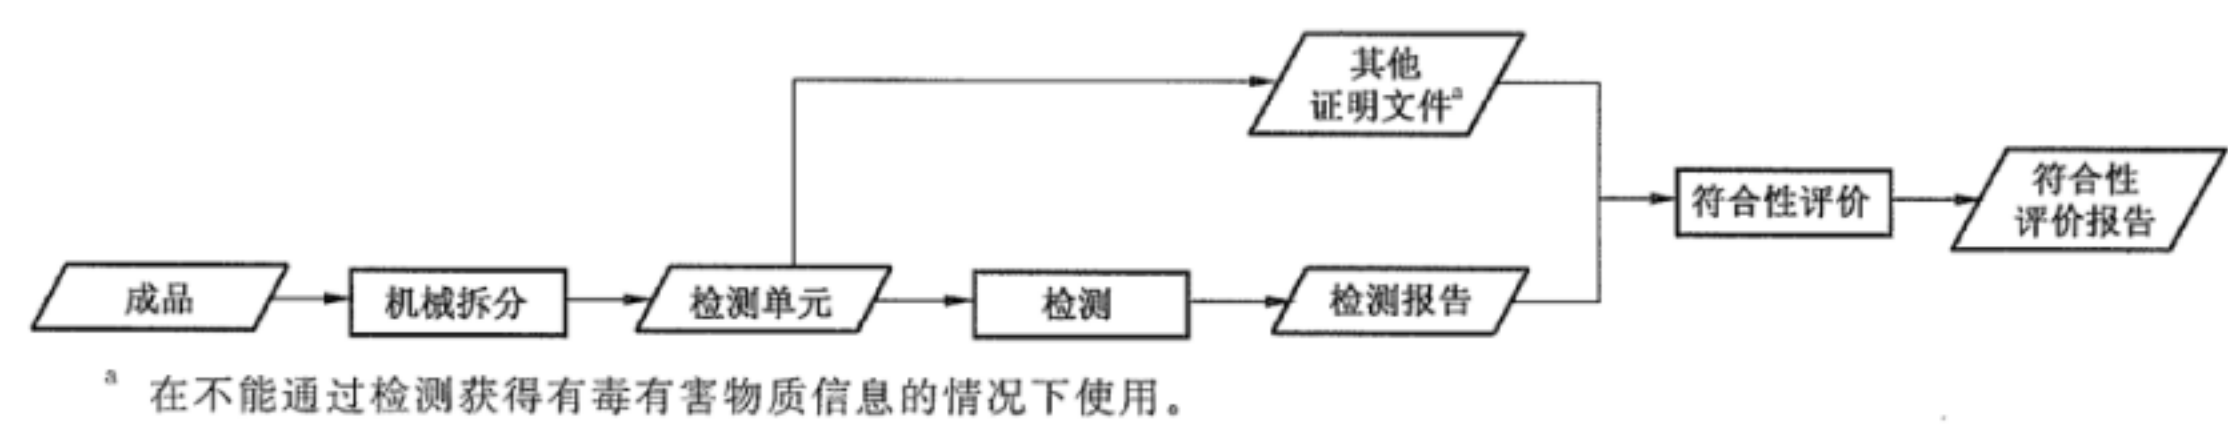 其他
证明文件a
符合性评价
符合性
评价报告
成品
机械拆分
检测单元
检测
检测报告
a 在不能通过检测获得有毒有害物质信息的情况下使用。